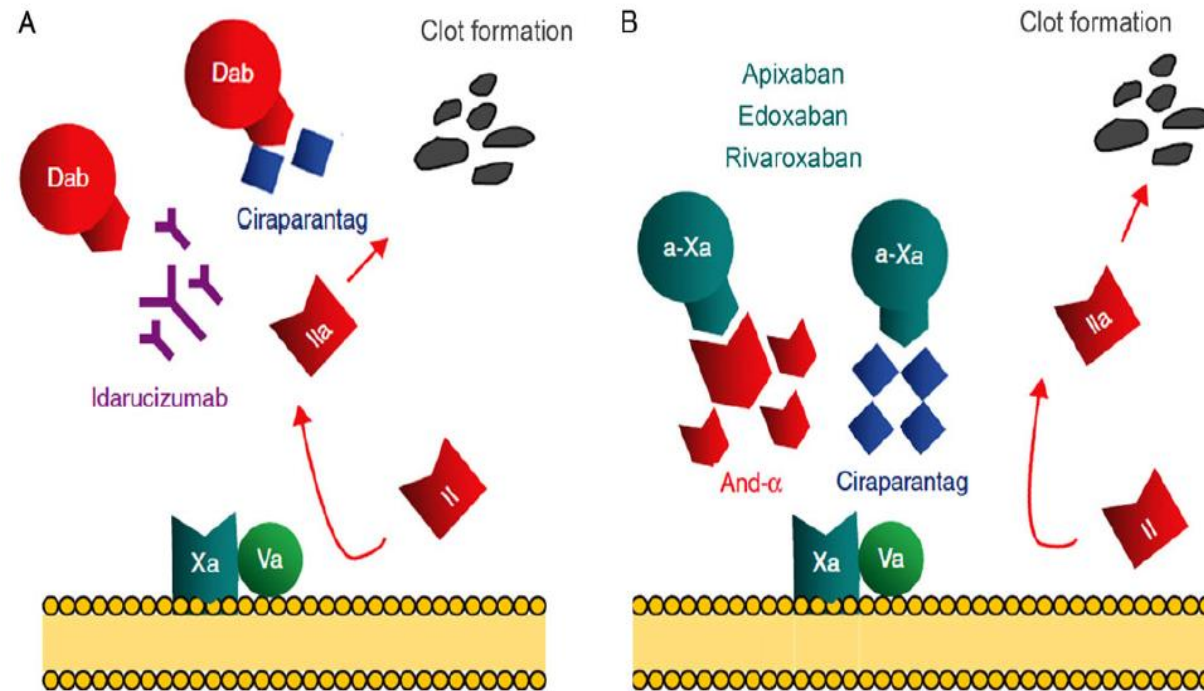 A
Clot formation
Dab
Dab
Ciraparantag
IIa
Idarucizumab
II
Xa
Va
B
Clot formation
Apixaban
Edoxaban
Rivaroxaban
a-Xa
a-Xa
IIa
And-α
Ciraparantag
II
Xa
Va